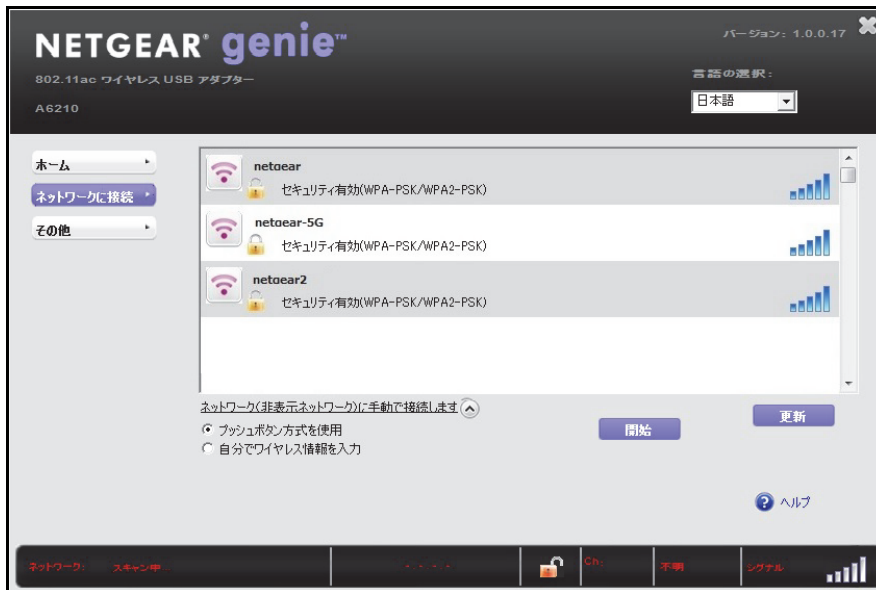 NETGEAR® genie™
バージョン: 1.0.0.17
802.11ac ワイヤレス USB アダプター
言語の選択:
A6210
日本語
ホーム
ネットワークに接続
その他
netgear
セキュリティ有効(WPA-PSK/WPA2-PSK)
netgear-5G
セキュリティ有効(WPA-PSK/WPA2-PSK)
netgear2
セキュリティ有効(WPA-PSK/WPA2-PSK)
ネットワーク(非表示ネットワーク)に手動で接続します
プッシュボタン方式を使用
自分でワイヤレス情報を入力
開始
更新
ヘルプ
ネットワーク: スキャン中 - . - . - . - Ch: 不明 シグナル